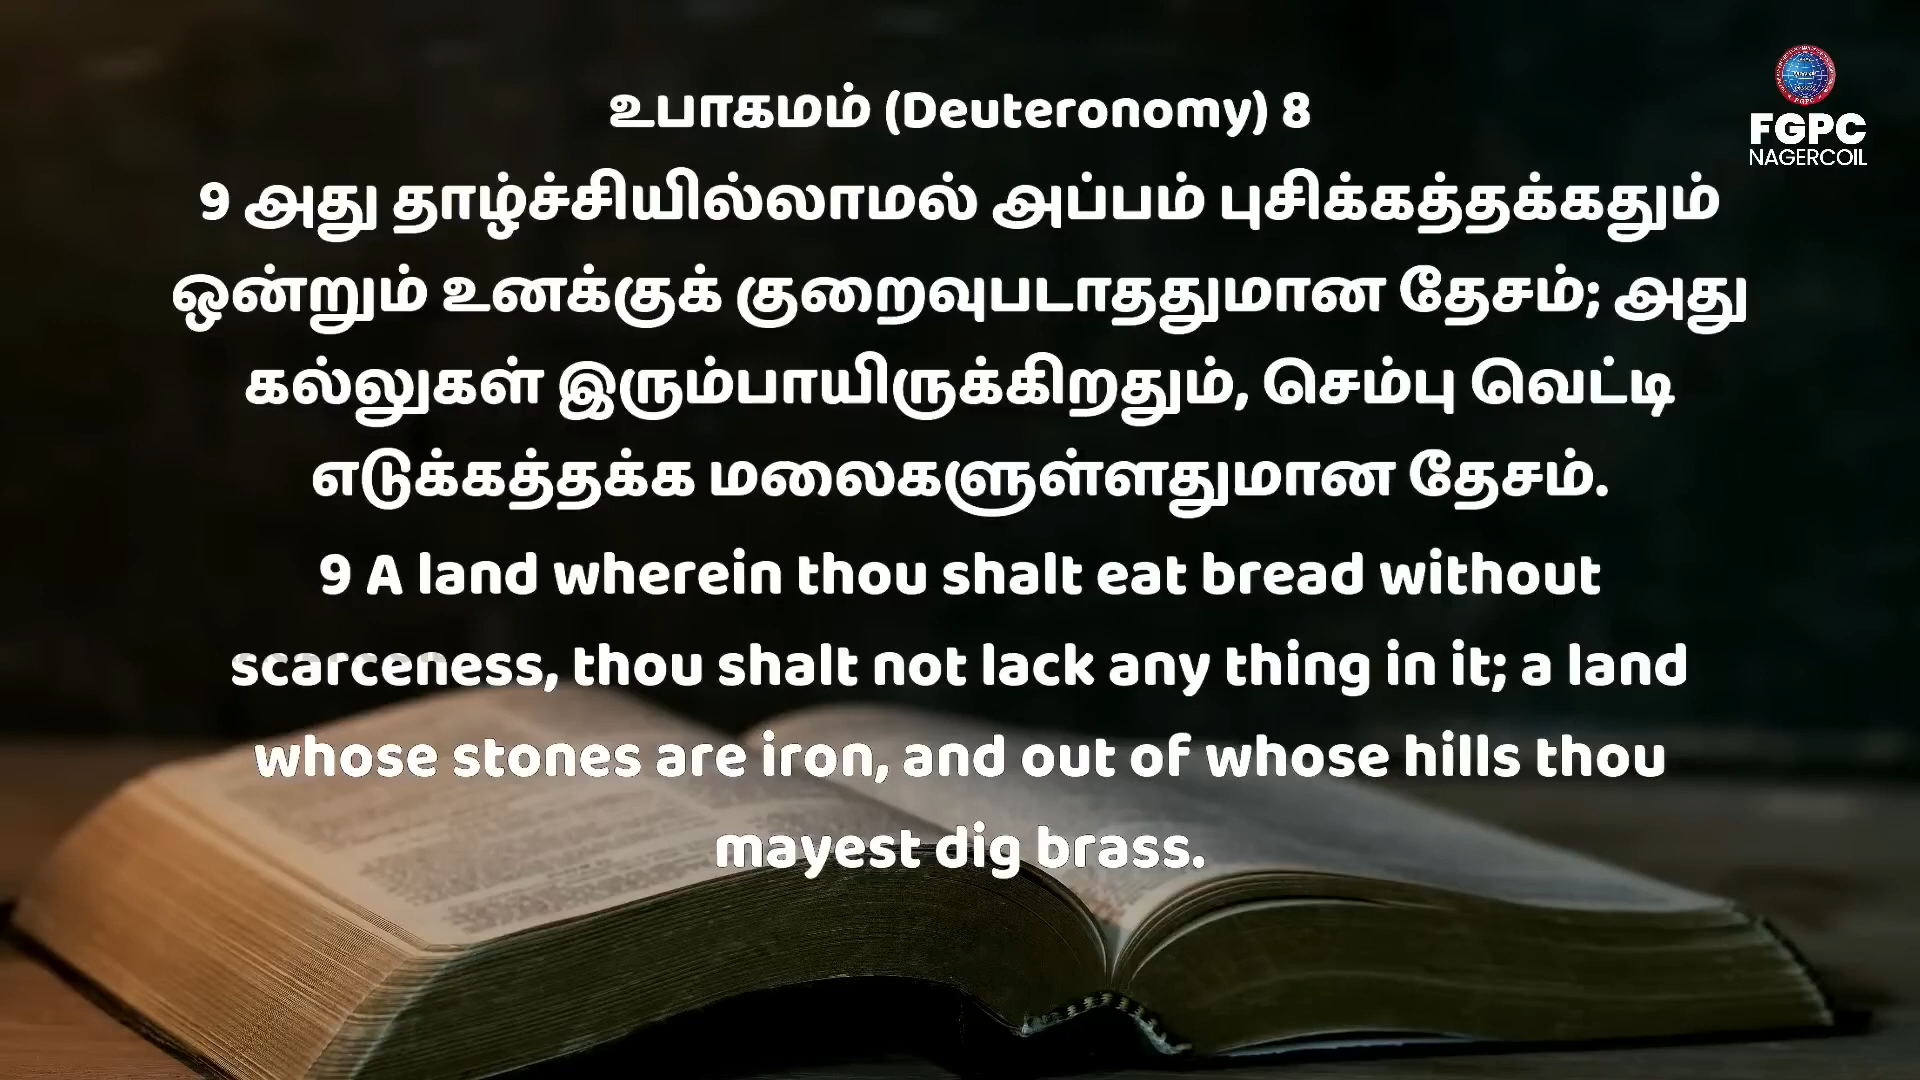 உபாகமம் (Deuteronomy) 8
9 அது தாழ்ச்சியில்லாமல் அப்பம் புசிக்கத்தக்கதும்
ஒன்றும் உனக்குக் குறைவுபடாததுமான தேசம்; அது
கல்லுகள் இரும்பாயிருக்கிறதும், செம்பு வெட்டி
எடுக்கத்தக்க மலைகளுள்ளதுமான தேசம்.
9 A land wherein thou shalt eat bread without
scarceness, thou shalt not lack any thing in it; a land
whose stones are iron, and out of whose hills thou
mayest dig brass.
FGPC
NAGERCOIL